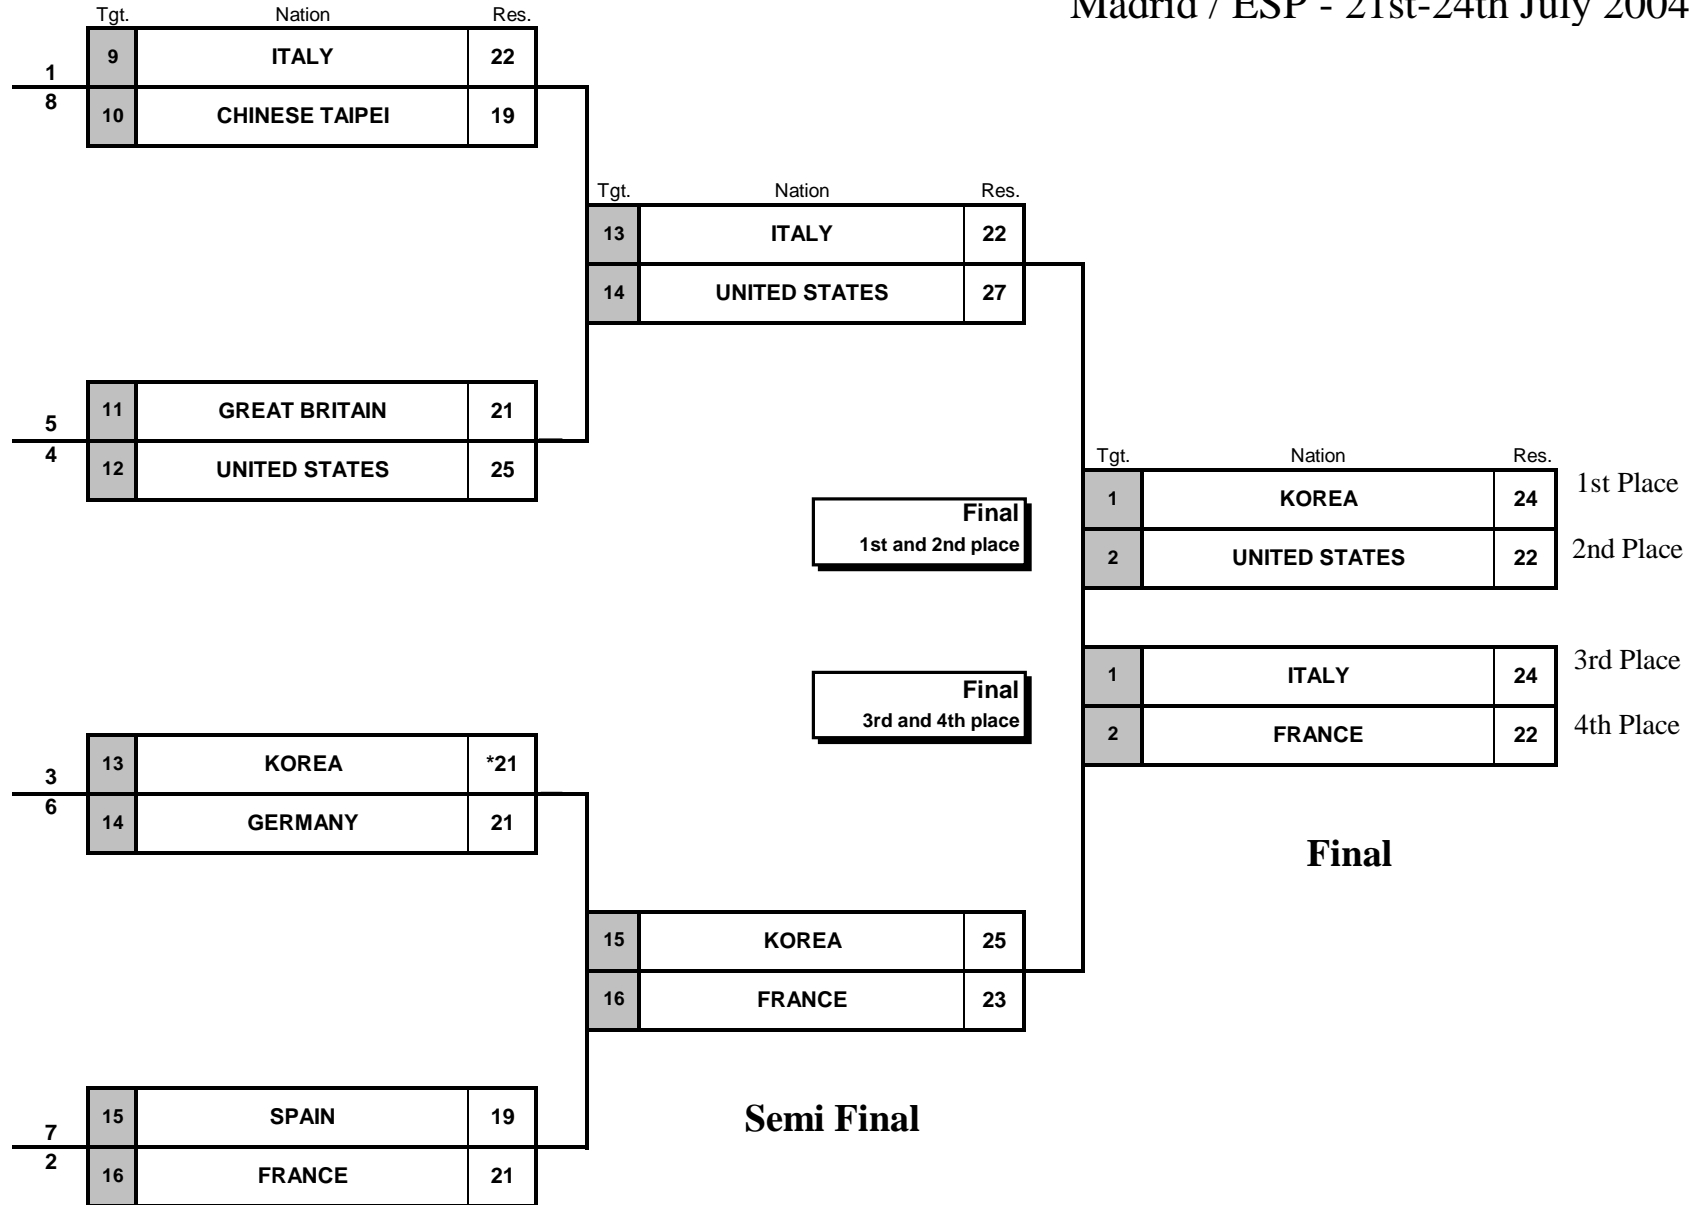 Madrid / ESP - 21st-24th July 2004
Tgt. Nation Res.
1
9 ITALY 22
8
10 CHINESE TAIPEI 19
Tgt. Nation Res.
13 ITALY 22
14 UNITED STATES 27
5
11 GREAT BRITAIN 21
4
12 UNITED STATES 25
Tgt. Nation Res.
1 KOREA 24 1st Place
2 UNITED STATES 22 2nd Place
Final
1st and 2nd place
1 ITALY 24 3rd Place
2 FRANCE 22 4th Place
Final
3rd and 4th place
3
13 KOREA *21
6
14 GERMANY 21
Final
15 KOREA 25
16 FRANCE 23
Semi Final
7
15 SPAIN 19
2
16 FRANCE 21